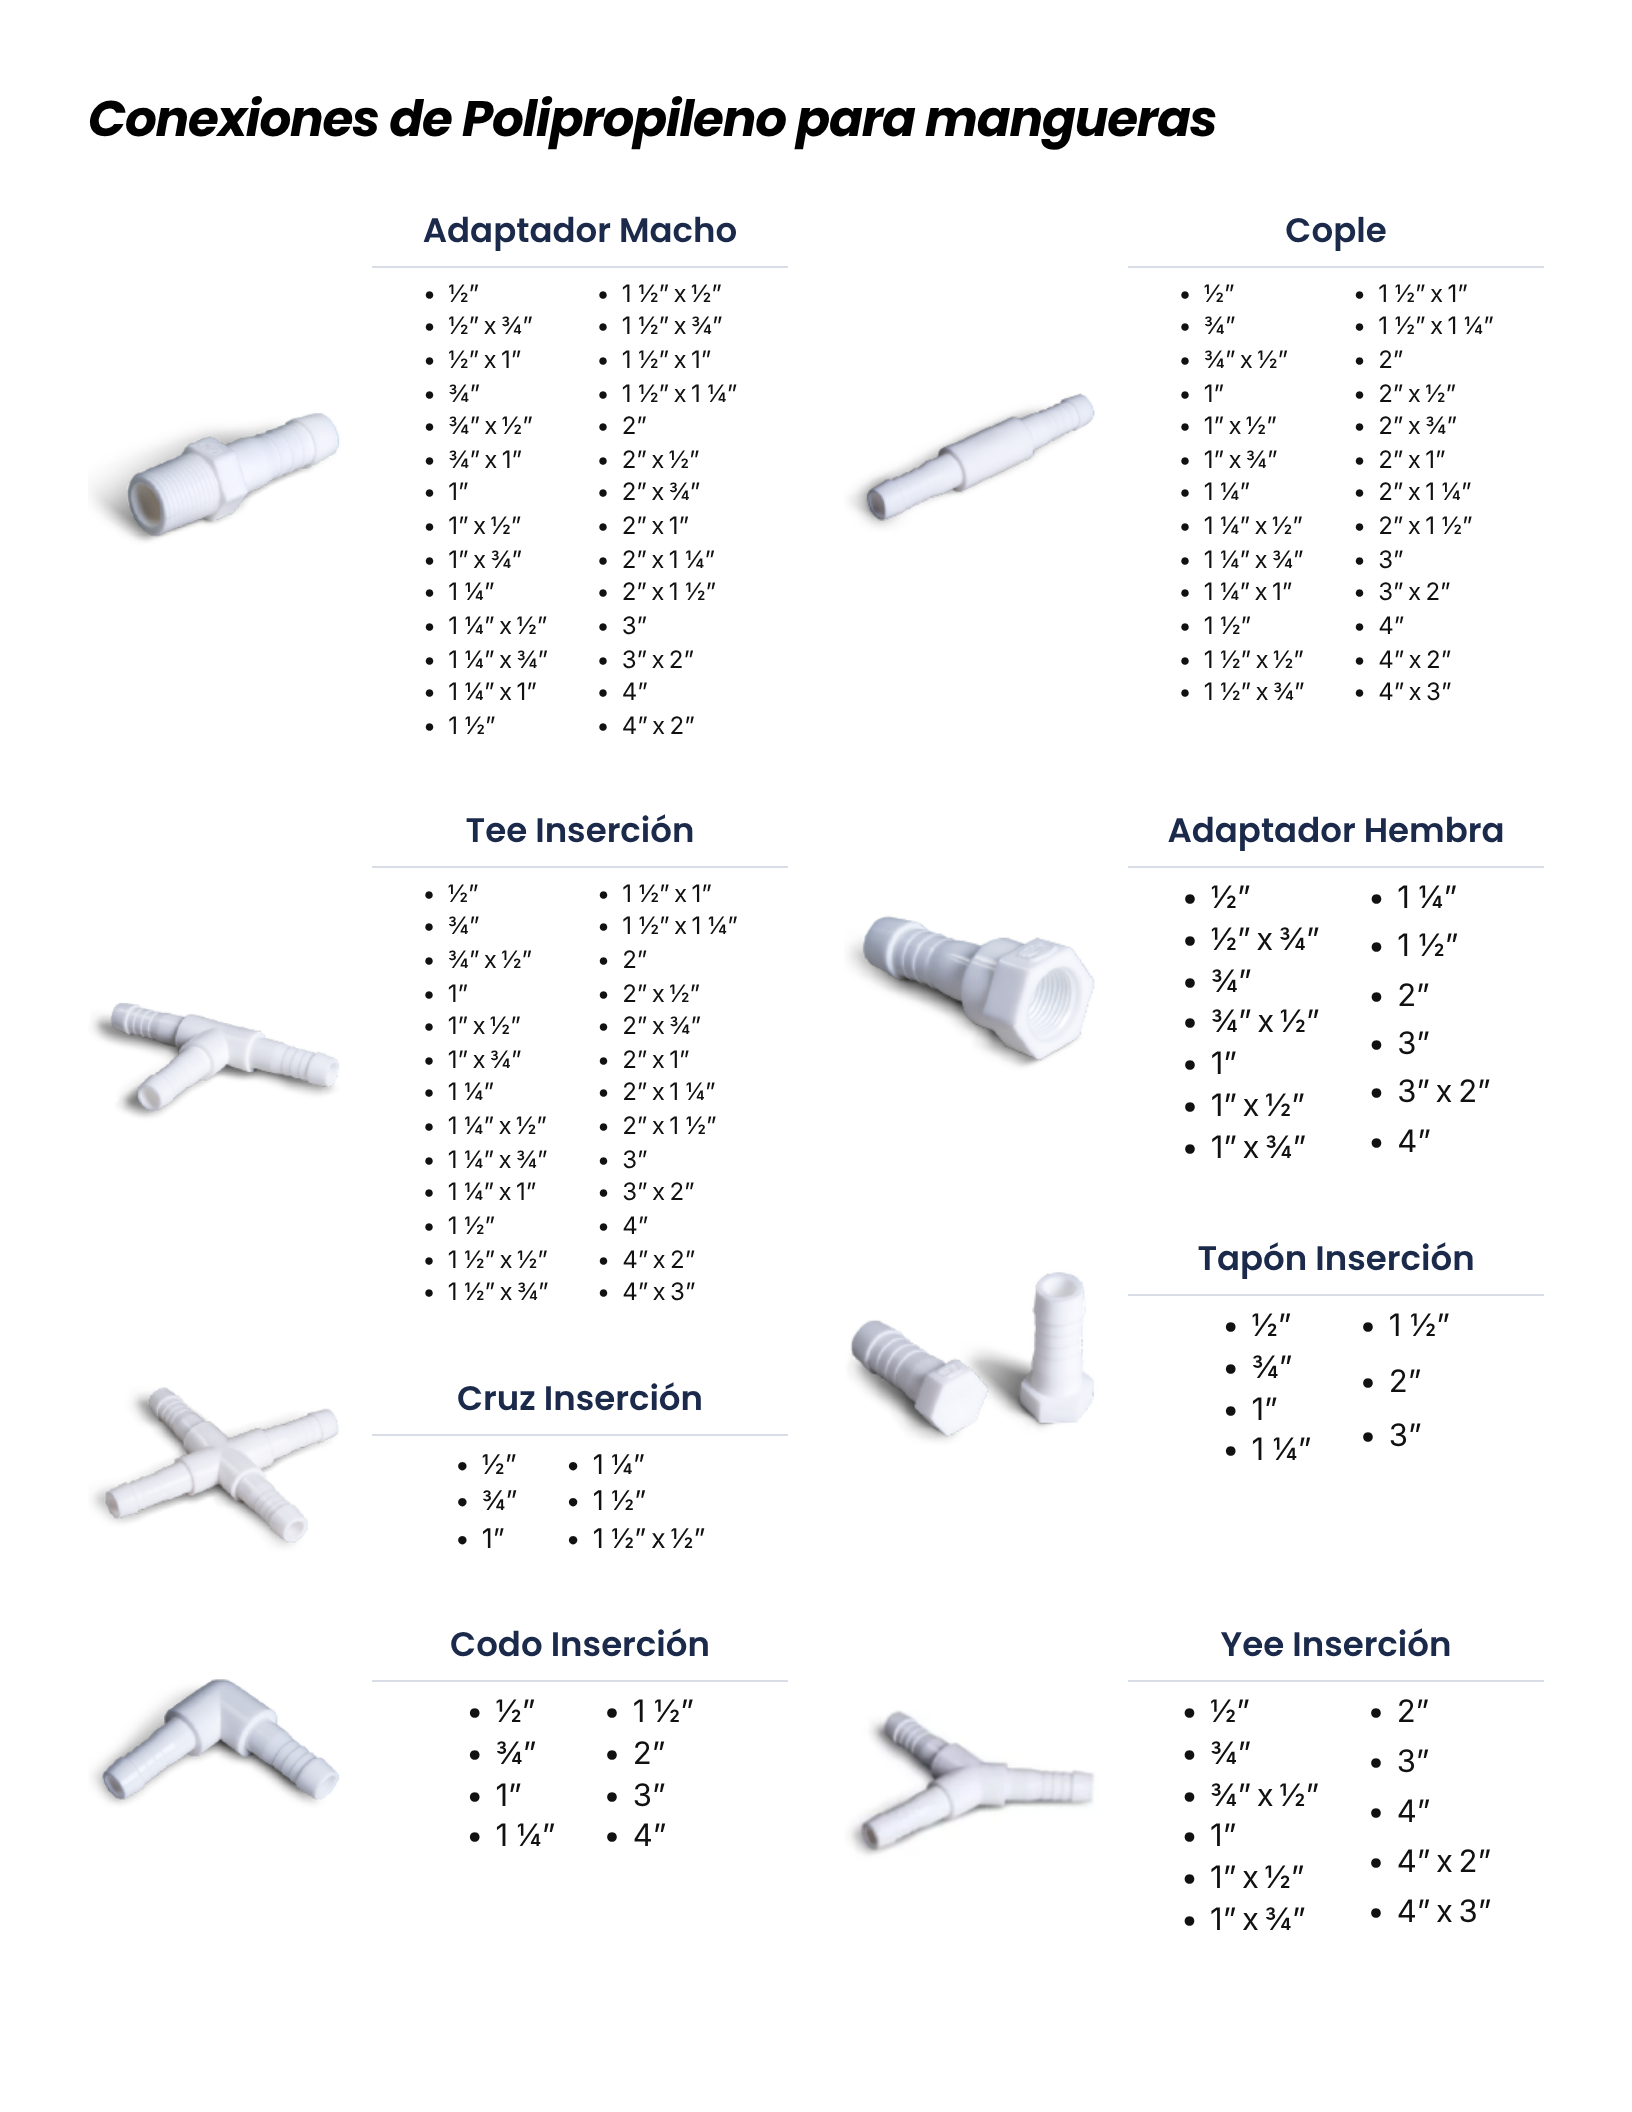 Conexiones de Polipropileno para mangueras
Adaptador Macho
• ½”
• ½” x ¾”
• ½” x 1”
• ¾”
• ¾” x ½”
• ¾” x 1”
• 1”
• 1” x ½”
• 1” x ¾”
• 1 ¼”
• 1 ¼” x ½”
• 1 ¼” x ¾”
• 1 ¼” x 1”
• 1 ½”
• 1 ½” x ½”
• 1 ½” x ¾”
• 1 ½” x 1”
• 1 ½” x 1 ¼”
• 2”
• 2” x ½”
• 2” x ¾”
• 2” x 1”
• 2” x 1 ¼”
• 2” x 1 ½”
• 3”
• 3” x 2”
• 4”
• 4” x 2”
Cople
• ½”
• ¾”
• ¾” x ½”
• 1”
• 1” x ½”
• 1” x ¾”
• 1 ¼”
• 1 ¼” x ½”
• 1 ¼” x ¾”
• 1 ¼” x 1”
• 1 ½”
• 1 ½” x ½”
• 1 ½” x ¾”
• 1 ½” x 1”
• 1 ½” x 1 ¼”
• 2”
• 2” x ½”
• 2” x ¾”
• 2” x 1”
• 2” x 1 ¼”
• 2” x 1 ½”
• 3”
• 3” x 2”
• 4”
• 4” x 2”
• 4” x 3”
Tee Inserción
• ½”
• ¾”
• ¾” x ½”
• 1”
• 1” x ½”
• 1” x ¾”
• 1 ¼”
• 1 ¼” x ½”
• 1 ¼” x ¾”
• 1 ¼” x 1”
• 1 ½”
• 1 ½” x ½”
• 1 ½” x ¾”
• 1 ½” x 1”
• 1 ½” x 1 ¼”
• 2”
• 2” x ½”
• 2” x ¾”
• 2” x 1”
• 2” x 1 ¼”
• 2” x 1 ½”
• 3”
• 3” x 2”
• 4”
• 4” x 2”
• 4” x 3”
Adaptador Hembra
• ½”
• ½” x ¾”
• ¾”
• ¾” x ½”
• 1”
• 1” x ½”
• 1” x ¾”
• 1 ¼”
• 1 ½”
• 2”
• 3”
• 3” x 2”
• 4”
Tapón Inserción
• ½”
• ¾”
• 1”
• 1 ¼”
• 1 ½”
• 2”
• 3”
Cruz Inserción
• ½”
• ¾”
• 1”
• 1 ¼”
• 1 ½”
• 1 ½” x ½”
Codo Inserción
• ½”
• ¾”
• 1”
• 1 ¼”
• 1 ½”
• 2”
• 3”
• 4”
Yee Inserción
• ½”
• ¾”
• ¾” x ½”
• 1”
• 1” x ½”
• 1” x ¾”
• 2”
• 3”
• 4”
• 4” x 2”
• 4” x 3”